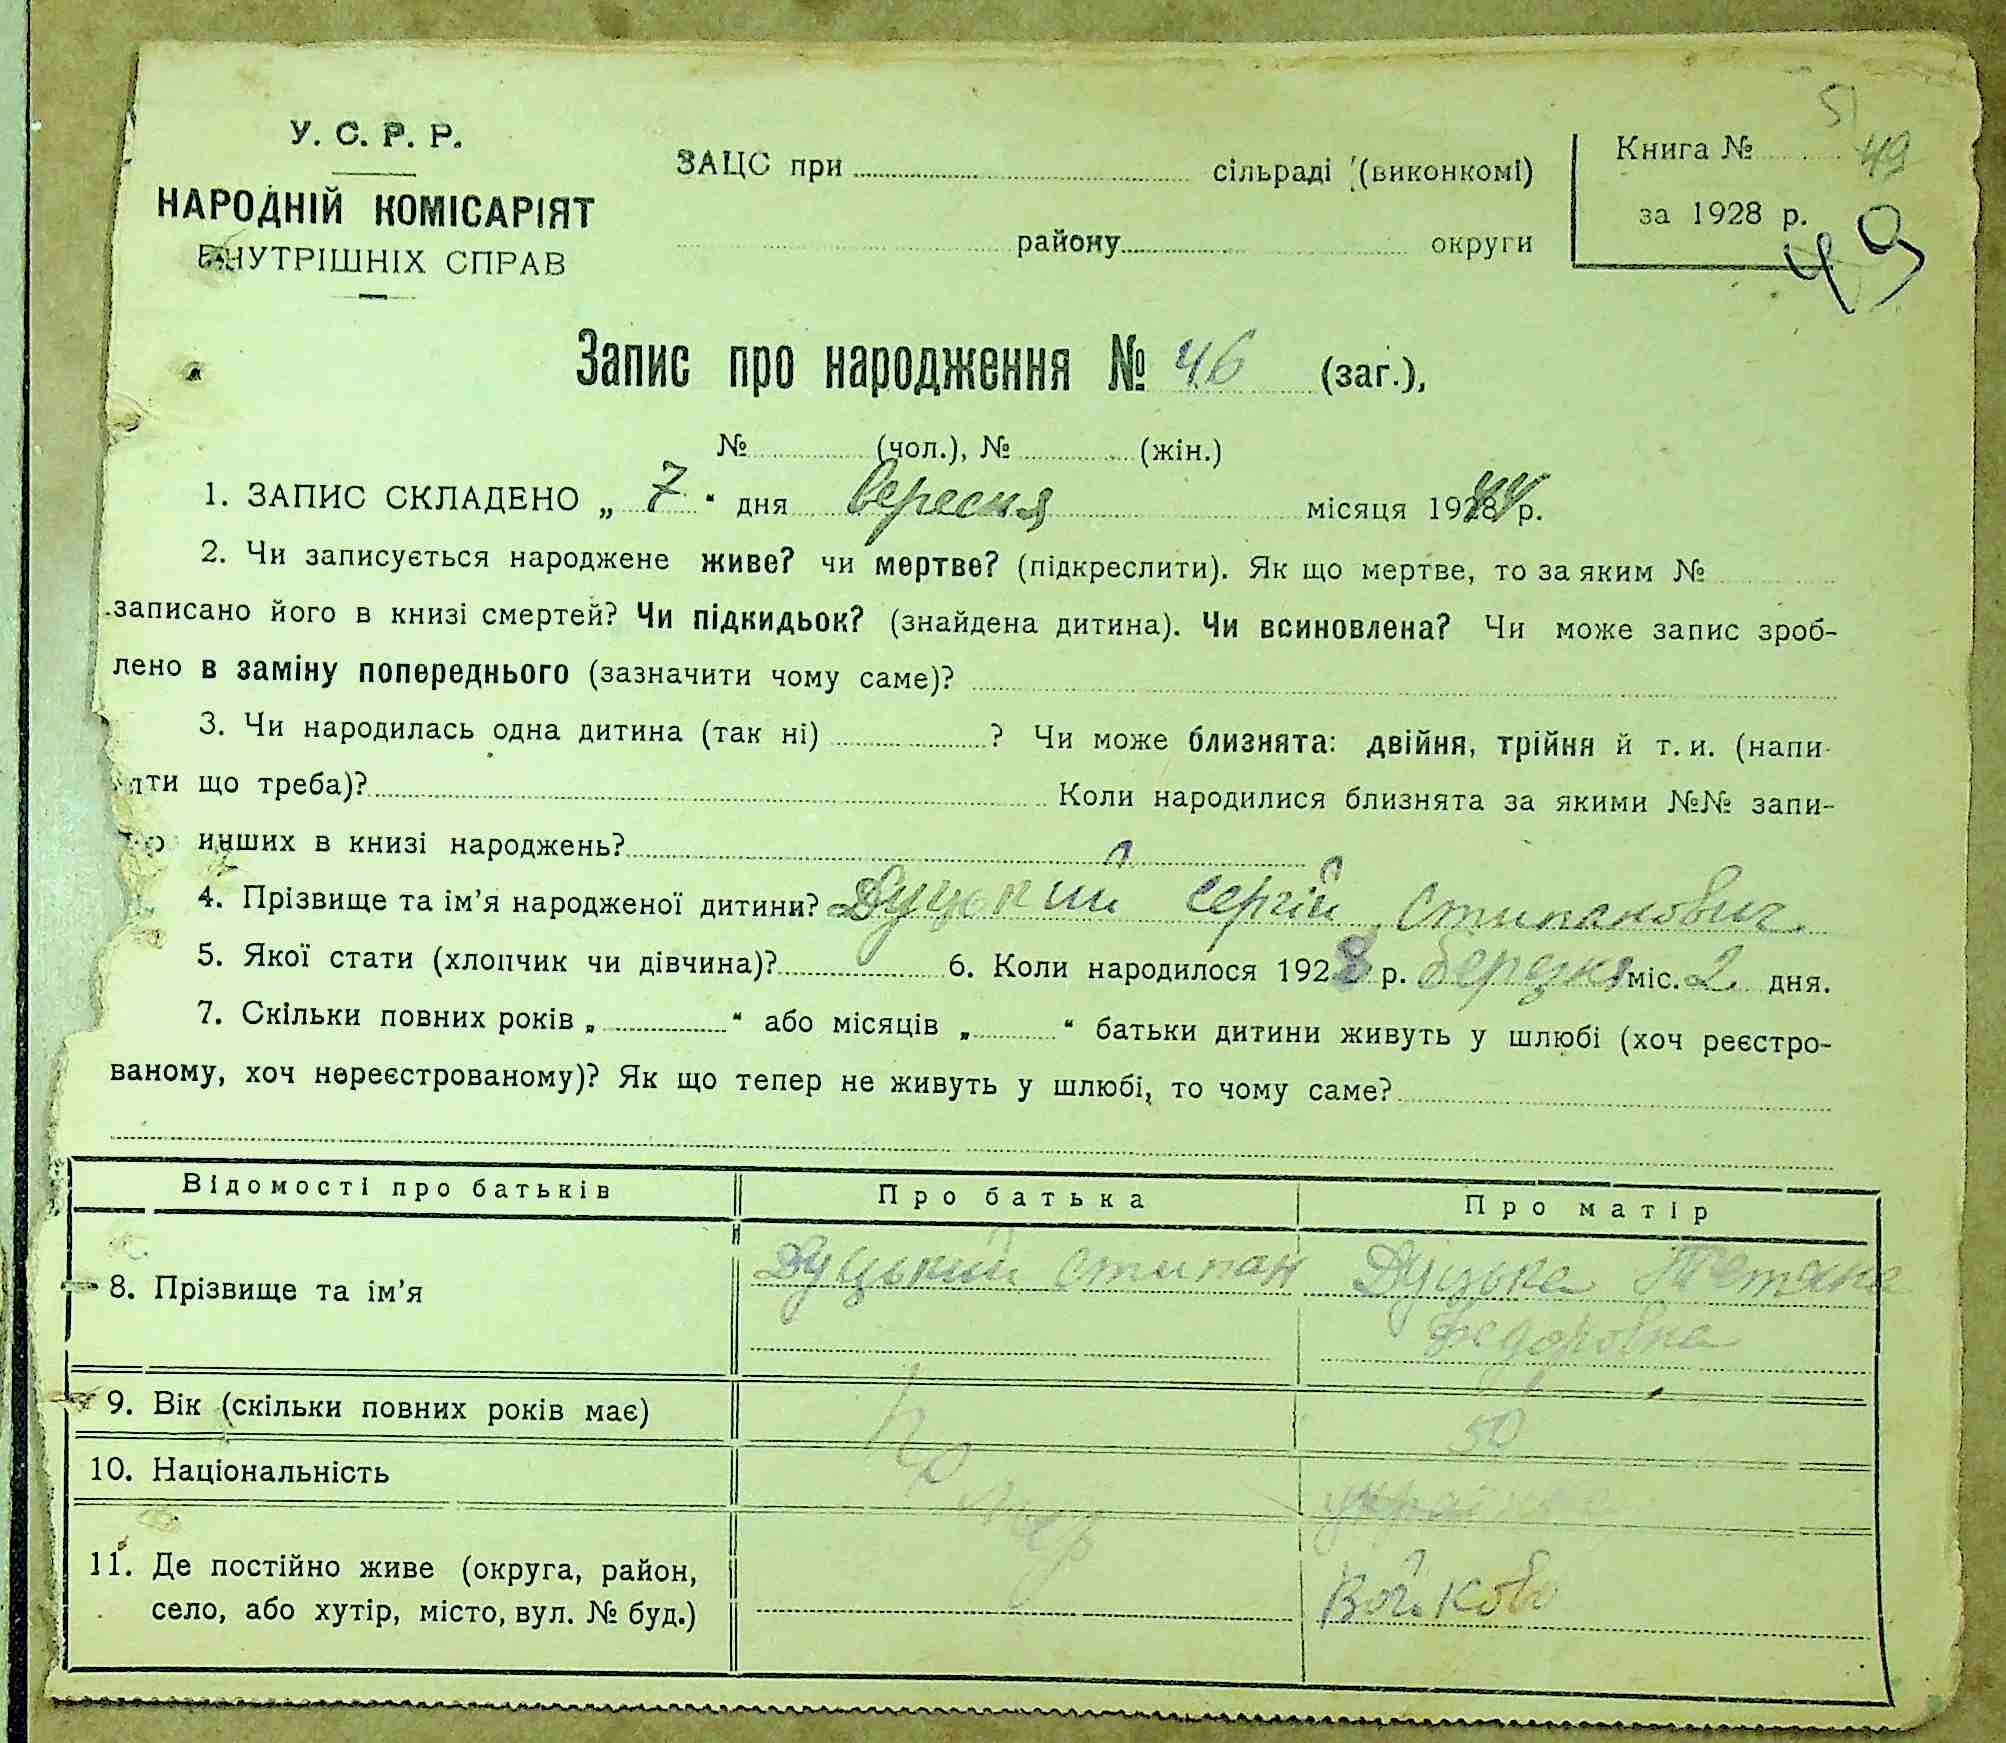 У. С. Р. Р.
НАРОДНІЙ КОМІСАРІЯТ
ВНУТРІШНІХ СПРАВ
ЗАЦС при сільраді (виконкомі)
району округи
51
Книга № 49
за 1928 р.
49
Запис про народження № 46 (заг.),
№ (чол.), № (жін.)
1. ЗАПИС СКЛАДЕНО „ 7 “ дня вересня місяця 1944 р.
2. Чи записується народжене живе? чи мертве? (підкреслити). Як що мертве, то за яким №
записано його в книзі смертей? Чи підкидьок? (знайдена дитина). Чи всиновлена? Чи може запис зроб-
лено в заміну попереднього (зазначити чому саме)?
3. Чи народилась одна дитина (так ні) ? Чи може близнята: двійня, трійня й т. и. (напи-
ти що треба)? Коли народилися близнята за якими №№ запи-
инших в книзі народжень?
4. Прізвище та ім’я народженої дитини? Дуцький Сергій Стипанович
5. Якої стати (хлопчик чи дівчина)? 6. Коли народилося 1928 р. березня міс. 2 дня.
7. Скільки повних років „ “ або місяців „ “ батьки дитини живуть у шлюбі (хоч реєстро-
ваному, хоч нереєстрованому)? Як що тепер не живуть у шлюбі, то чому саме?
Відомості про батьків Про батька Про матір
8. Прізвище та ім’я Дуцький Стипан Дуцька Тетяна
Федоровна
9. Вік (скільки повних років має) 50
10. Національність українка
11. Де постійно живе (округа, район,
село, або хутір, місто, вул. № буд.) Войково